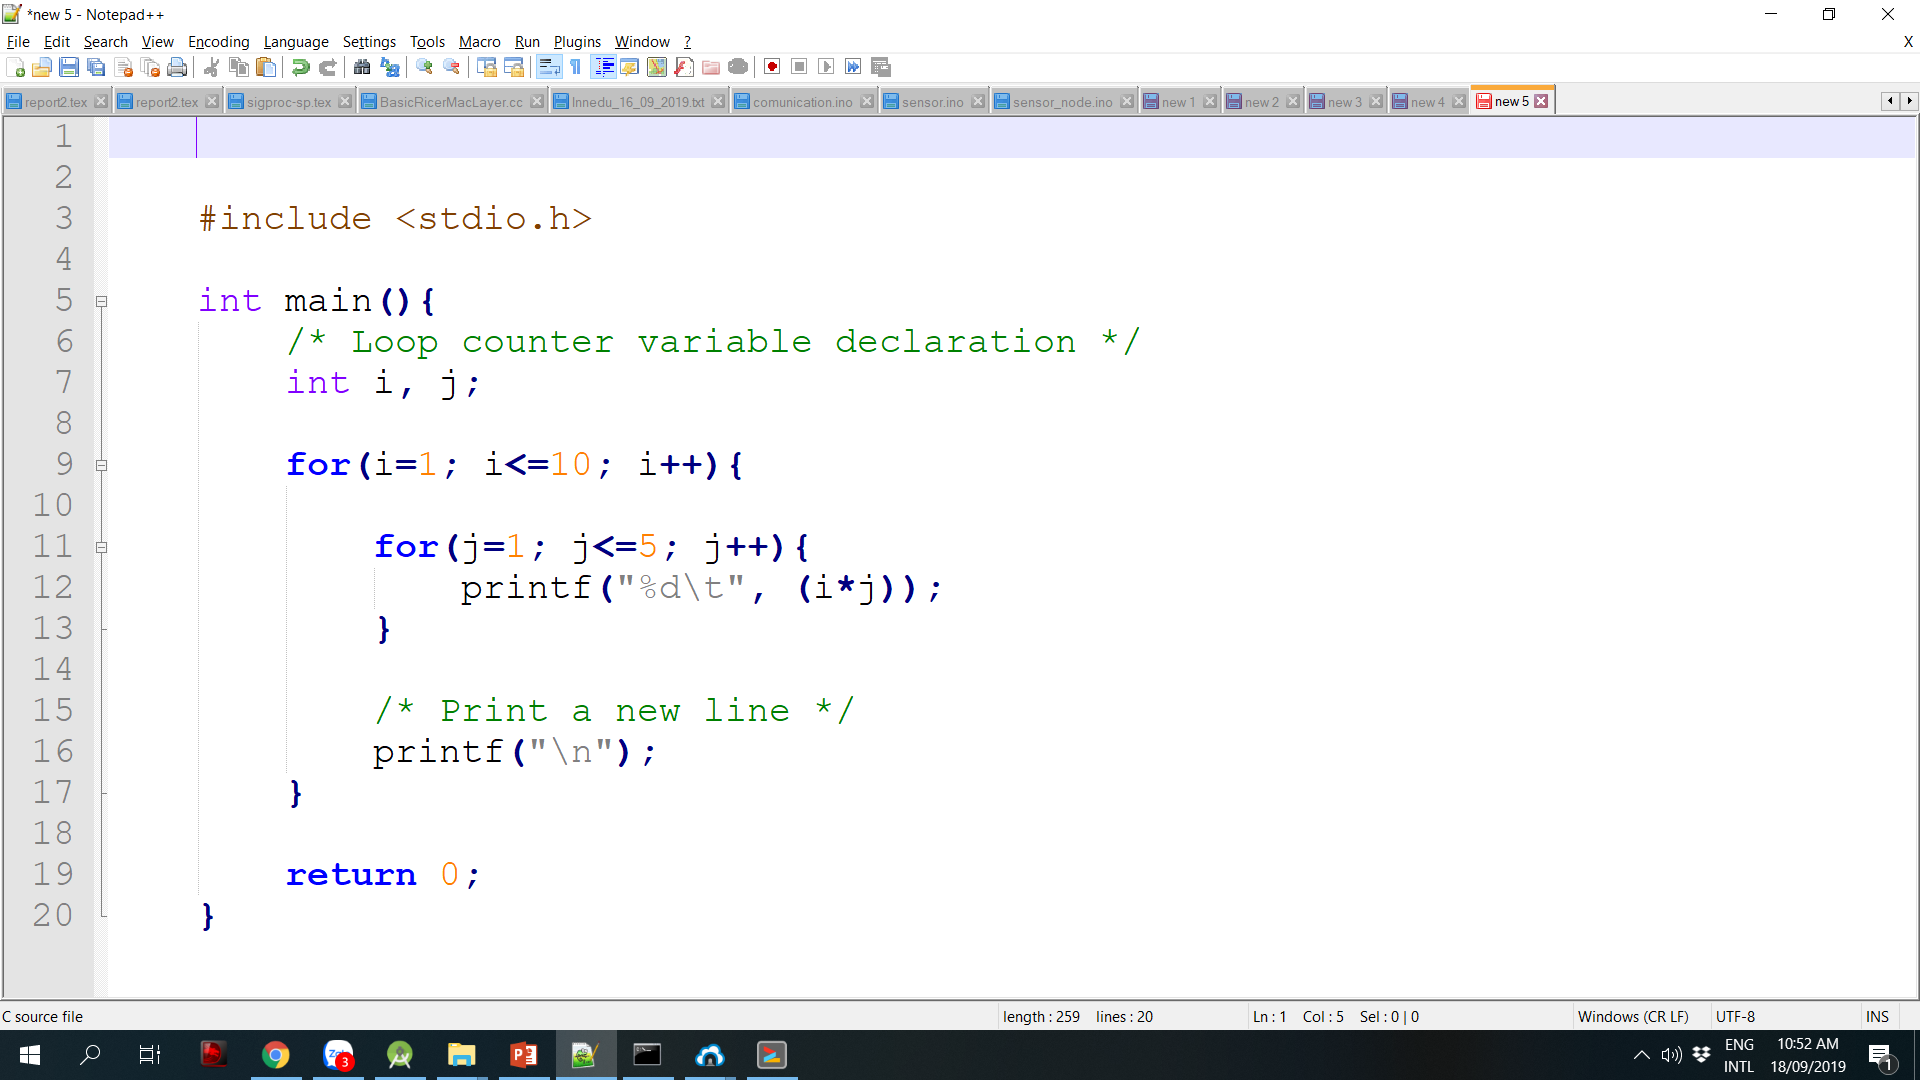 *new 5 - Notepad++
File Edit Search View Encoding Language Settings Tools Macro Run Plugins Window ? X
report2.tex report2.tex sigproc-sp.tex BasicRicerMacLayer.cc Innedu_16_09_2019.txt comunication.ino sensor.ino sensor_node.ino new 1 new 2 new 3 new 4 new 5
1
2
3 #include <stdio.h>
4
5 int main(){
6 /* Loop counter variable declaration */
7 int i, j;
8
9 for(i=1; i<=10; i++){
10
11 for(j=1; j<=5; j++){
12 printf("%d\t", (i*j));
13 }
14
15 /* Print a new line */
16 printf("\n");
17 }
18
19 return 0;
20 }
C source file length : 259 lines : 20 Ln : 1 Col : 5 Sel : 0 | 0 Windows (CR LF) UTF-8 INS
3
ENG 10:52 AM
INTL 18/09/2019 1